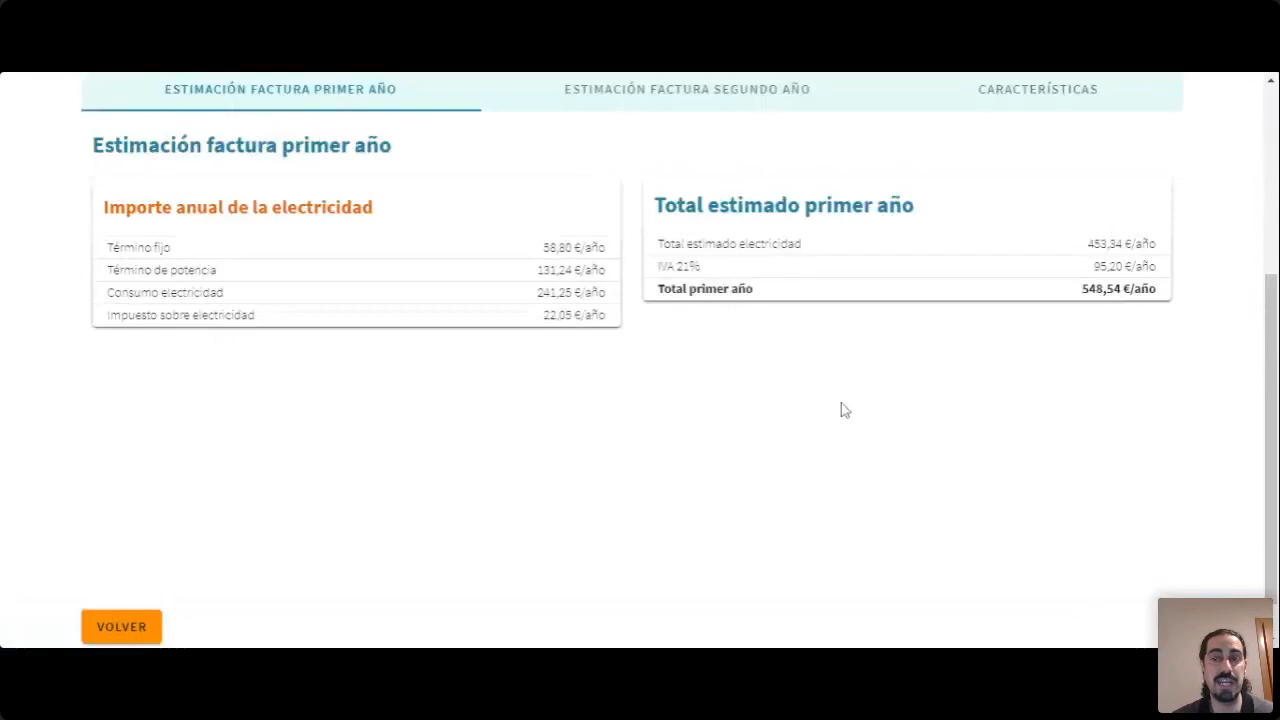 ESTIMACIÓN FACTURA PRIMER AÑO
ESTIMACIÓN FACTURA SEGUNDO AÑO
CARACTERÍSTICAS
Estimación factura primer año
Importe anual de la electricidad
Término fijo 58,80 €/año
Término de potencia 131,24 €/año
Consumo electricidad 241,25 €/año
Impuesto sobre electricidad 22,05 €/año
Total estimado primer año
Total estimado electricidad 453,34 €/año
IVA 21% 95,20 €/año
Total primer año 548,54 €/año
VOLVER